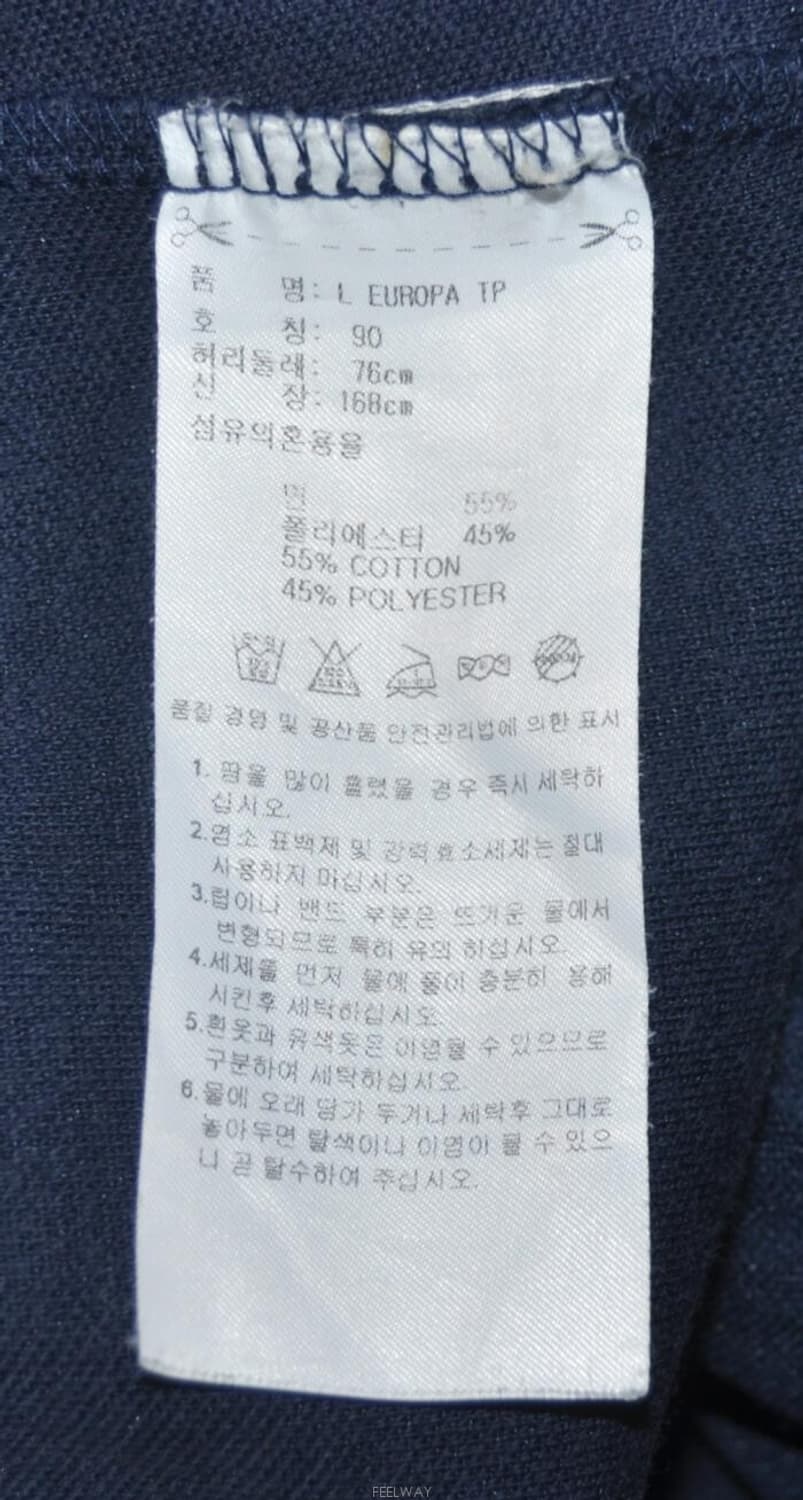 품 명: L EUROPA TP
호 칭: 90
허리둘레: 76cm
신 장: 168cm
섬유의혼용율
면 55%
폴리에스터 45%
55% COTTON
45% POLYESTER
품질 경영 및 공산품 안전관리법에 의한 표시
1. 땀을 많이 흘렸을 경우 즉시 세탁하
십시오.
2.염소 표백제 및 강력효소세제는 절대
사용하지 마십시오.
3.립이나 밴드 부분은 뜨거운 물에서
변형되므로 특히 유의 하십시오.
4.세제를 먼저 물에 풀어 충분히 용해
시킨후 세탁하십시오.
5.흰옷과 유색옷은 이염될 수 있으므로
구분하여 세탁하십시오.
6.물에 오래 담가 두거나 세탁후 그대로
놓아두면 탈색이나 이염이 될 수 있으
니 곧 탈수하여 주십시오.
FEELWAY